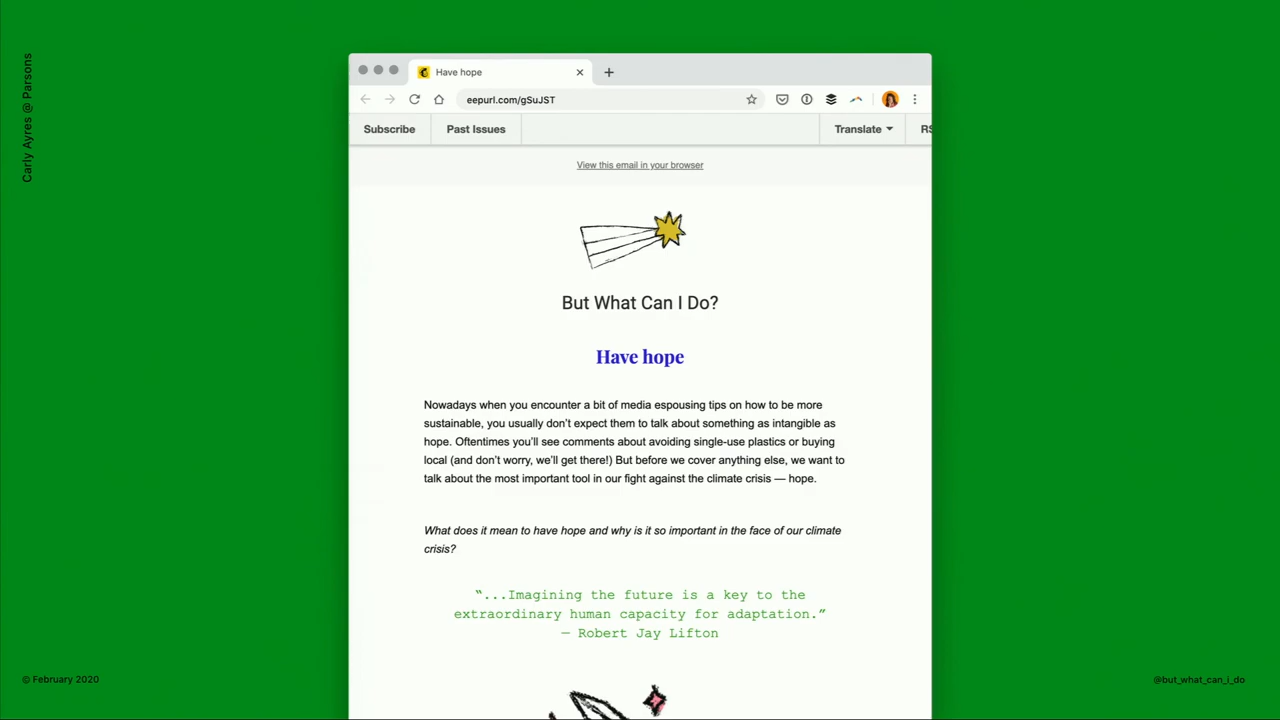 Carly Ayres @ Parsons
Have hope
eepurl.com/gSuJST
Subscribe
Past Issues
Translate
RS
View this email in your browser
But What Can I Do?
Have hope
Nowadays when you encounter a bit of media espousing tips on how to be more
sustainable, you usually don’t expect them to talk about something as intangible as
hope. Oftentimes you’ll see comments about avoiding single-use plastics or buying
local (and don’t worry, we’ll get there!) But before we cover anything else, we want to
talk about the most important tool in our fight against the climate crisis — hope.
What does it mean to have hope and why is it so important in the face of our climate
crisis?
“...Imagining the future is a key to the
extraordinary human capacity for adaptation.”
— Robert Jay Lifton
© February 2020
@but_what_can_i_do